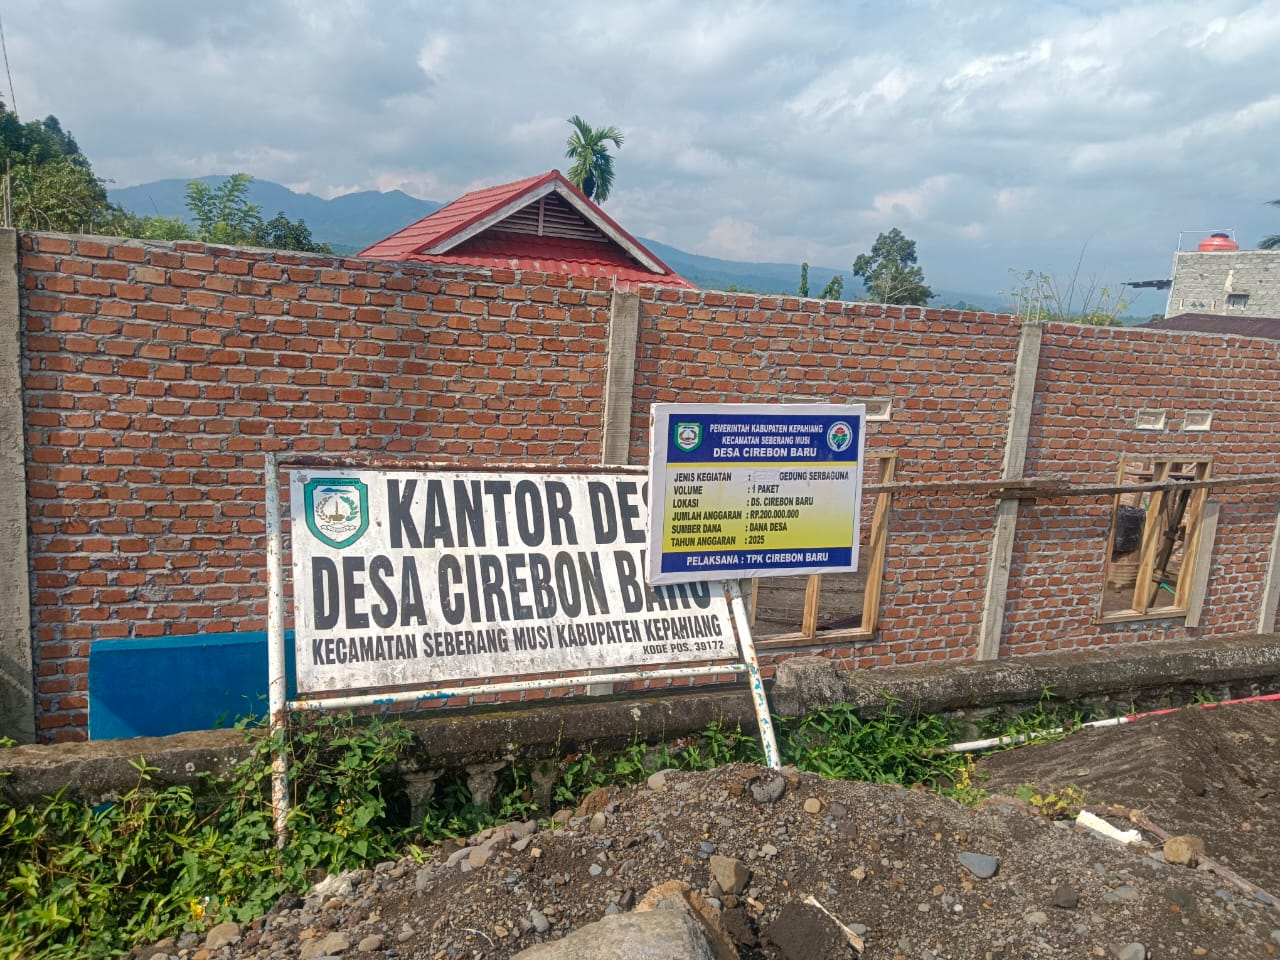 KANTOR DE
DESA CIREBON BARU
KECAMATAN SEBERANG MUSI KABUPATEN KEPAHIANG
KODE POS. 39172
PEMERINTAH KABUPATEN KEPAHIANG
KECAMATAN SEBERANG MUSI
DESA CIREBON BARU
JENIS KEGIATAN : GEDUNG SERBAGUNA
VOLUME : 1 PAKET
LOKASI : DS. CIREBON BARU
JUMLAH ANGGARAN : RP.200.000.000
SUMBER DANA : DANA DESA
TAHUN ANGGARAN : 2025
PELAKSANA : TPK CIREBON BARU